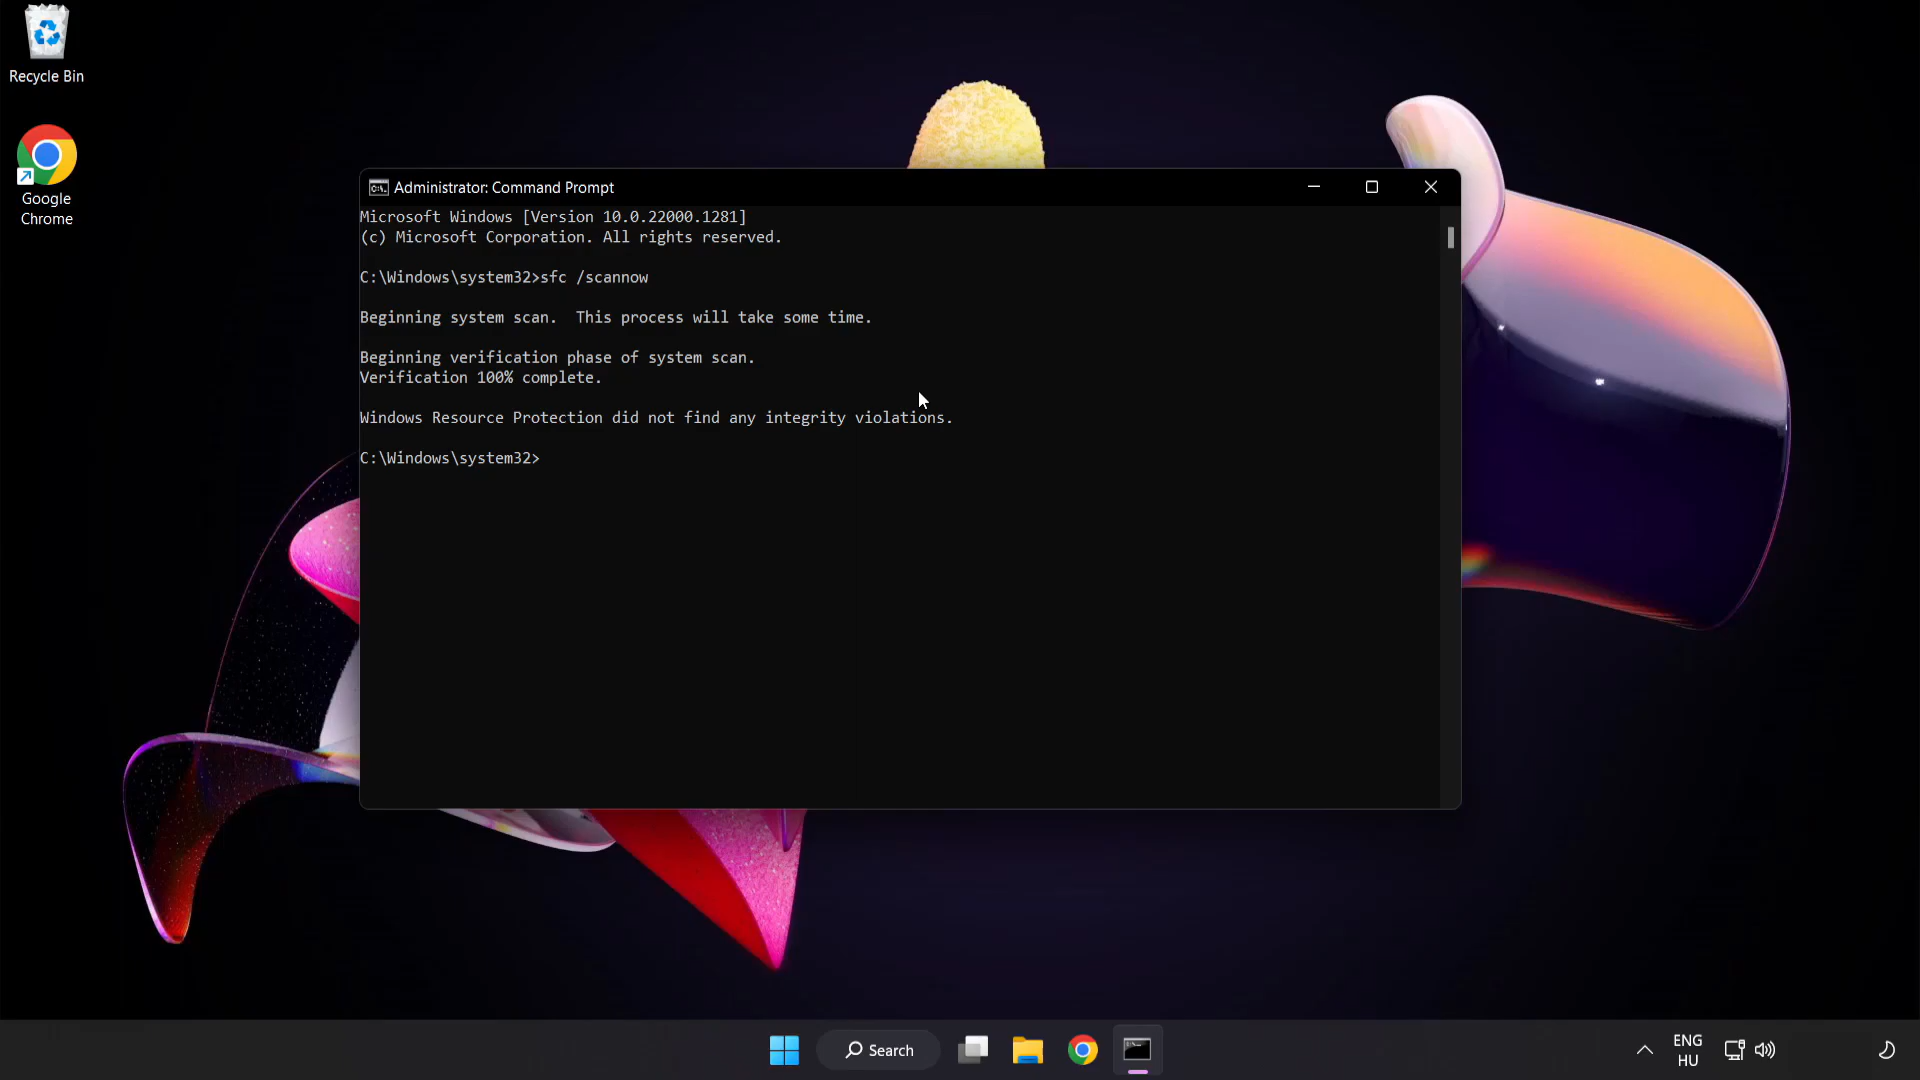 Recycle Bin
Google
Chrome
Administrator: Command Prompt
Microsoft Windows [Version 10.0.22000.1281]
(c) Microsoft Corporation. All rights reserved.
C:\Windows\system32>sfc /scannow
Beginning system scan.  This process will take some time.
Beginning verification phase of system scan.
Verification 100% complete.
Windows Resource Protection did not find any integrity violations.
C:\Windows\system32>
Search
ENG
HU